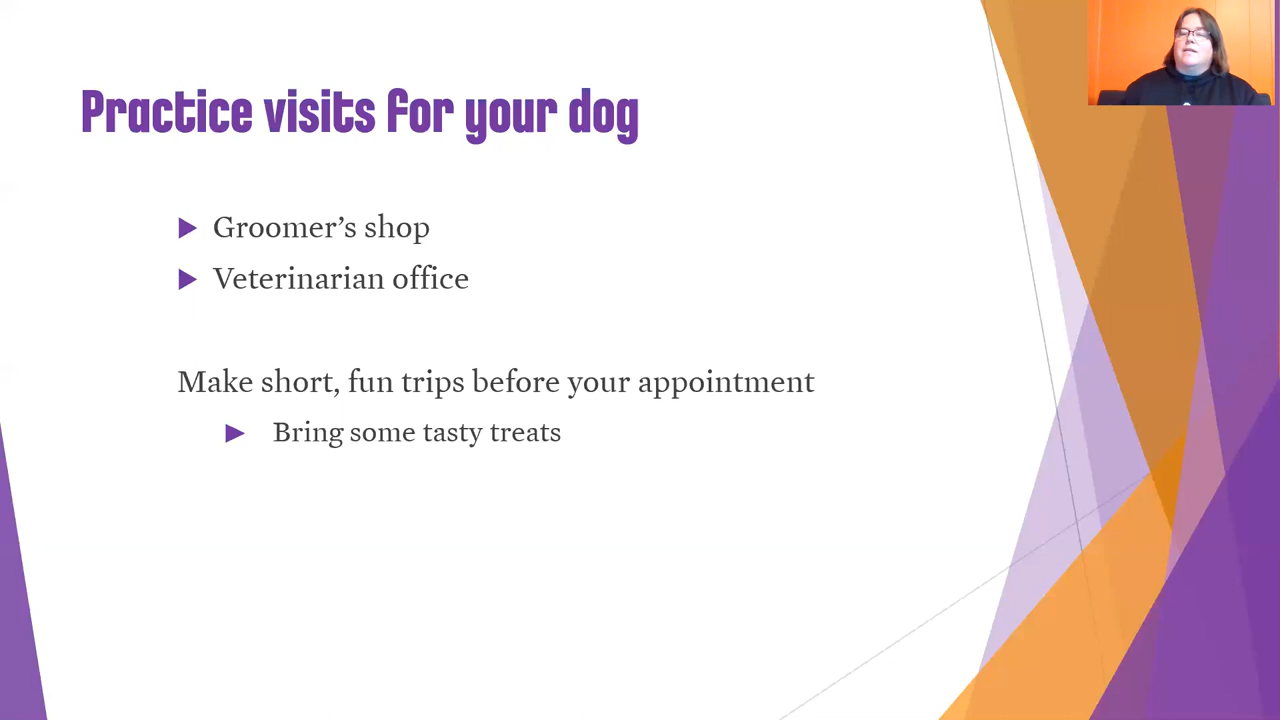 Practice visits for your dog
Groomer’s shop
Veterinarian office
Make short, fun trips before your appointment
Bring some tasty treats